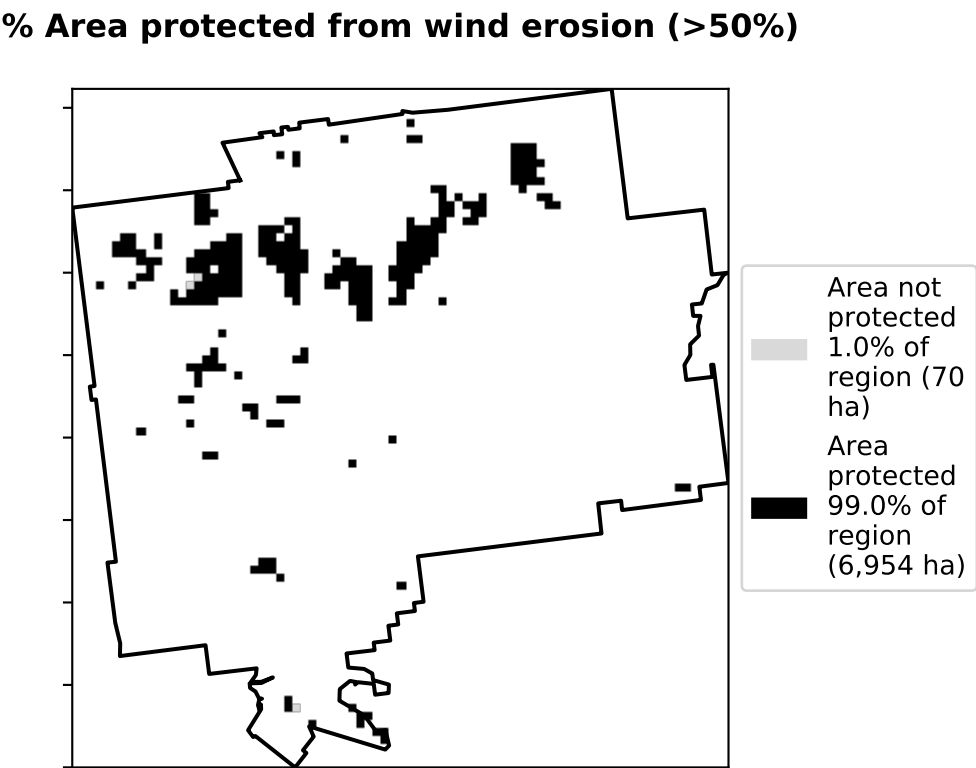 % Area protected from wind erosion (>50%)
Area not
protected
1.0% of
region (70
ha)
Area
protected
99.0% of
region
(6,954 ha)